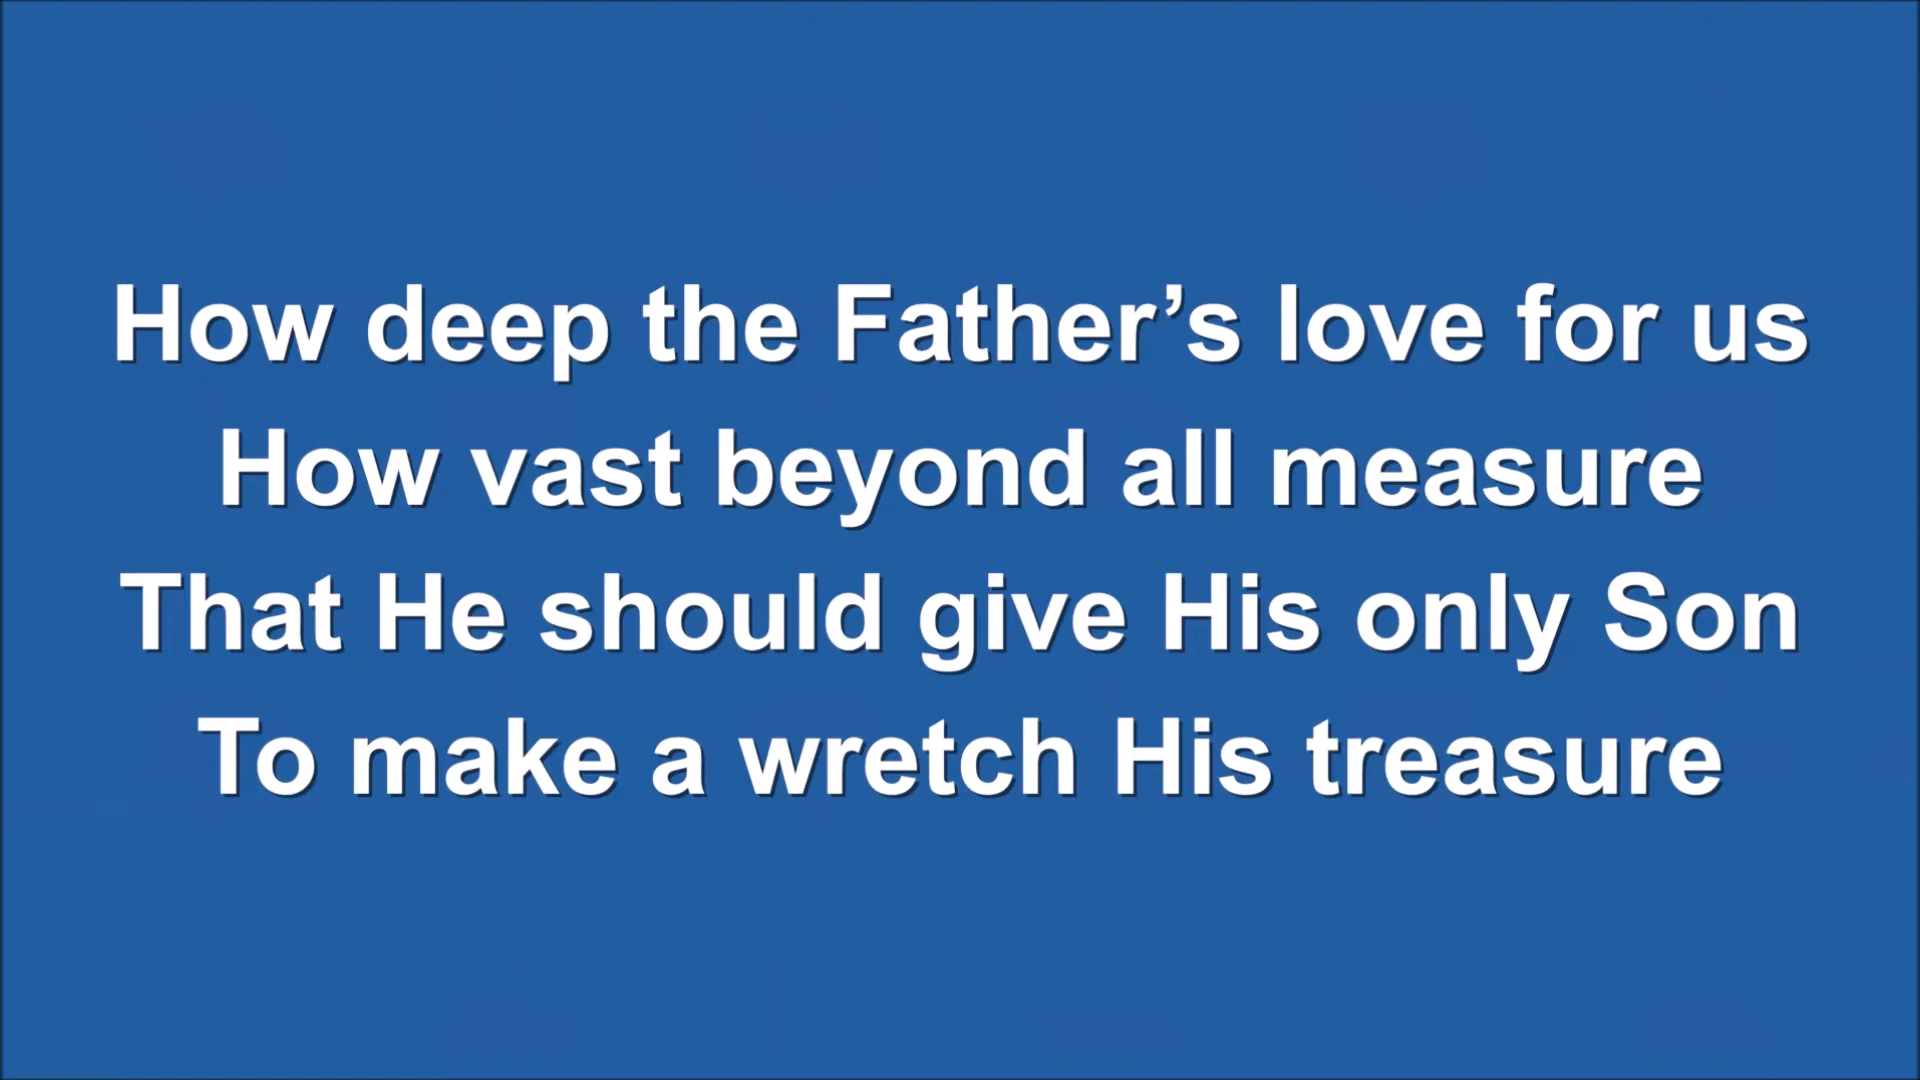 How deep the Father’s love for us
How vast beyond all measure
That He should give His only Son
To make a wretch His treasure